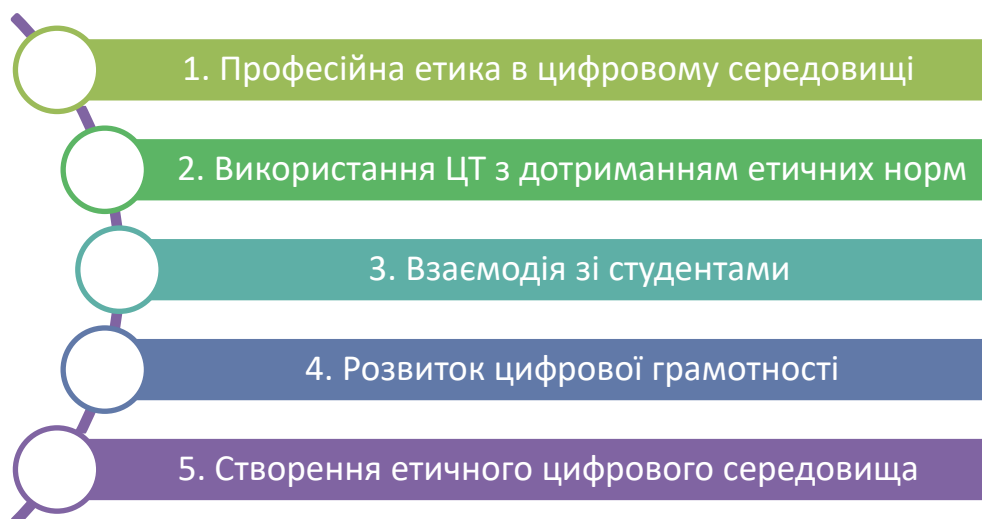 1. Професійна етика в цифровому середовищі
2. Використання ЦТ з дотриманням етичних норм
3. Взаємодія зі студентами
4. Розвиток цифрової грамотності
5. Створення етичного цифрового середовища